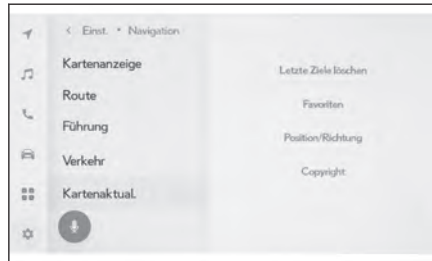 < Einst. • Navigation
Kartenanzeige
Route
Führung
Verkehr
Kartenaktual.
Letzte Ziele löschen
Favoriten
Position/Richtung
Copyright